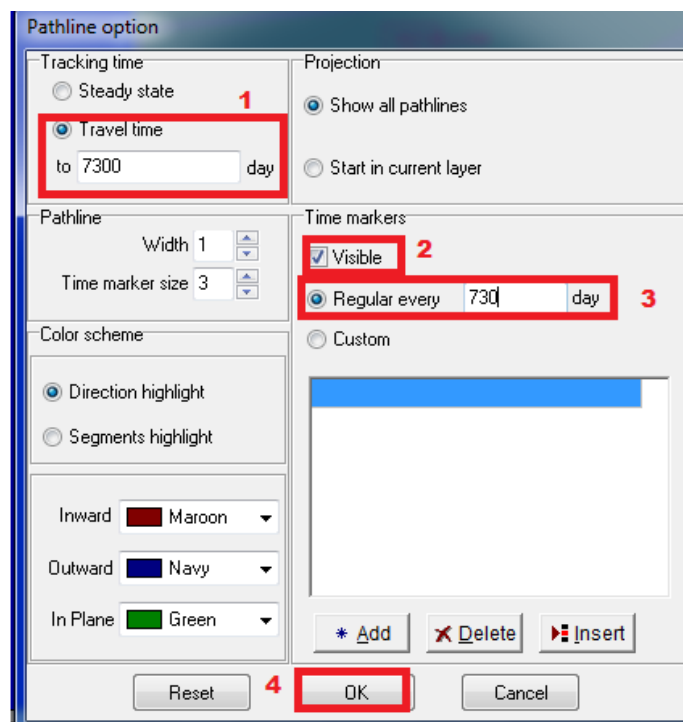 Pathline option
Tracking time
Steady state
1
Travel time
to 7300 day
Projection
Show all pathlines
Start in current layer
Pathline
Width 1
Time marker size 3
Time markers
Visible 2
Regular every 730 day 3
Custom
Color scheme
Direction highlight
Segments highlight
Inward Maroon
Outward Navy
In Plane Green
Add Delete Insert
Reset 4 OK Cancel